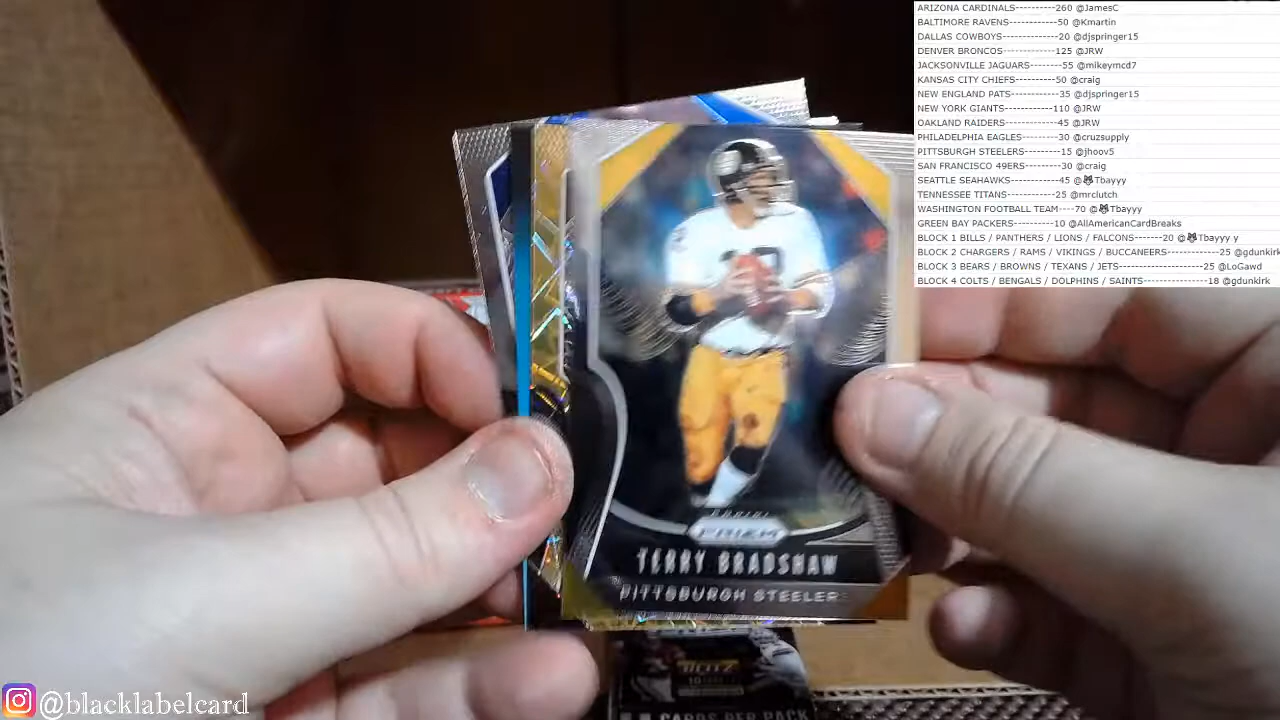 ARIZONA CARDINALS----------260 @JamesC
BALTIMORE RAVENS------------50 @Kmartin
DALLAS COWBOYS--------------20 @djspringer15
DENVER BRONCOS-------------125 @JRW
JACKSONVILLE JAGUARS--------55 @mikeymcd7
KANSAS CITY CHIEFS----------50 @craig
NEW ENGLAND PATS------------35 @djspringer15
NEW YORK GIANTS------------110 @JRW
OAKLAND RAIDERS-------------45 @JRW
PHILADELPHIA EAGLES---------30 @cruzsupply
PITTSBURGH STEELERS---------15 @jhoov5
SAN FRANCISCO 49ERS---------30 @craig
SEATTLE SEAHAWKS------------45 @😈Tbayyy
TENNESSEE TITANS------------25 @mrclutch
WASHINGTON FOOTBALL TEAM----70 @😈Tbayyy
GREEN BAY PACKERS-----------10 @AllAmericanCardBreaks
BLOCK 1 BILLS / PANTHERS / LIONS / FALCONS-------20 @😈Tbayyy y
BLOCK 2 CHARGERS / RAMS / VIKINGS / BUCCANEERS----------------25 @gdunkirk
BLOCK 3 BEARS / BROWNS / TEXANS / JETS---------------------25 @LoGawd
BLOCK 4 COLTS / BENGALS / DOLPHINS / SAINTS-----------------18 @gdunkirk
PANINI
PRIZM
TERRY BRADSHAW
PITTSBURGH STEELERS
BLITZ
CARDS PER PACK
@blacklabelcard